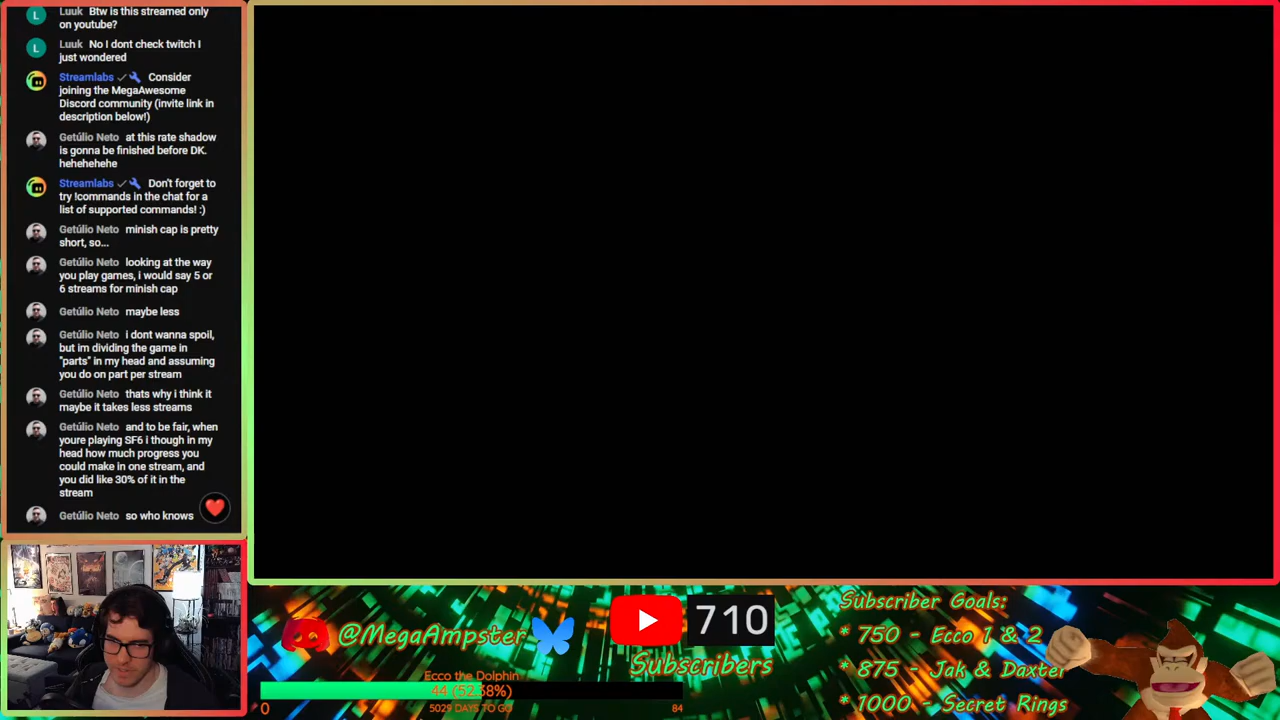 Luuk Btw is this streamed only
on youtube?
Luuk No I dont check twitch I
just wondered
Streamlabs Consider
joining the MegaAwesome
Discord community (invite link in
description below!)
Getúlio Neto at this rate shadow
is gonna be finished before DK.
hehehehehe
Streamlabs Don't forget to
try !commands in the chat for a
list of supported commands! :)
Getúlio Neto minish cap is pretty
short, so...
Getúlio Neto looking at the way
you play games, i would say 5 or
6 streams for minish cap
Getúlio Neto maybe less
Getúlio Neto i dont wanna spoil,
but im dividing the game in
"parts" in my head and assuming
you do on part per stream
Getúlio Neto thats why i think it
maybe it takes less streams
Getúlio Neto and to be fair, when
youre playing SF6 i though in my
head how much progress you
could make in one stream, and
you did like 30% of it in the
stream
Getúlio Neto so who knows
@MegaAmpster
Ecco the Dolphin
44 (52.38%)
0 5029 DAYS TO GO 84
710
Subscribers
Subscriber Goals:
* 750 - Ecco 1 & 2
* 875 - Jak & Daxter
* 1000 - Secret Rings